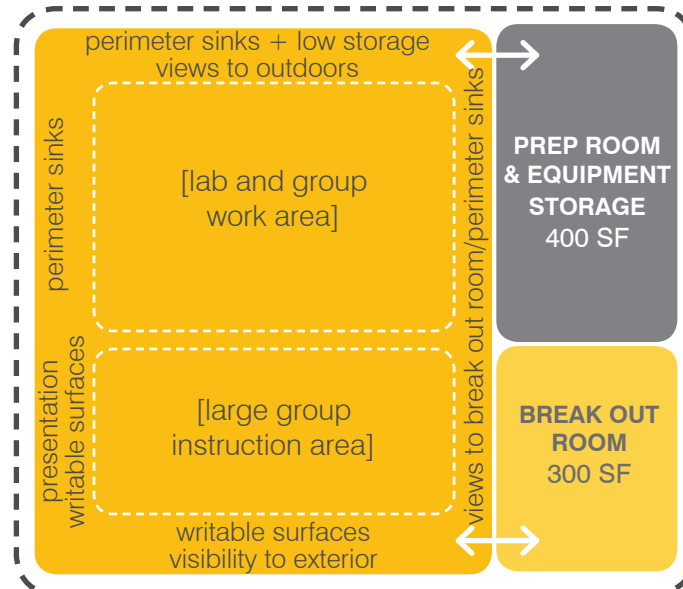 perimeter sinks + low storage
views to outdoors
perimeter sinks
[lab and group
work area]
views to break out room/perimeter sinks
PREP ROOM
& EQUIPMENT
STORAGE
400 SF
presentation
writable surfaces
[large group
instruction area]
BREAK OUT
ROOM
300 SF
writable surfaces
visibility to exterior